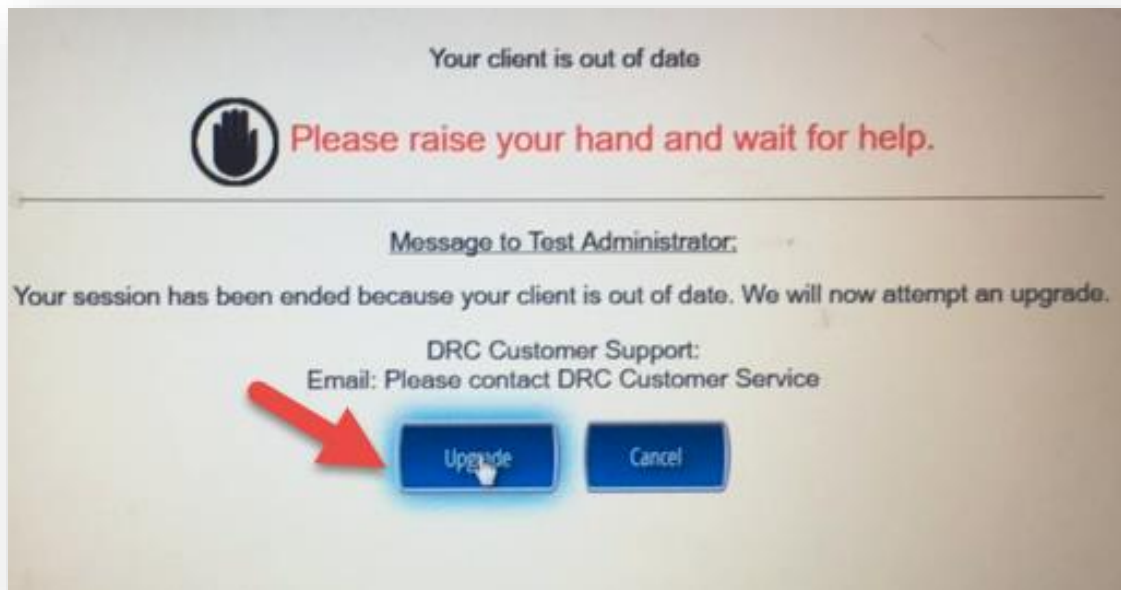 Your client is out of date
Please raise your hand and wait for help.
Message to Test Administrator:
Your session has been ended because your client is out of date. We will now attempt an upgrade.
DRC Customer Support:
Email: Please contact DRC Customer Service
Upgrade
Cancel